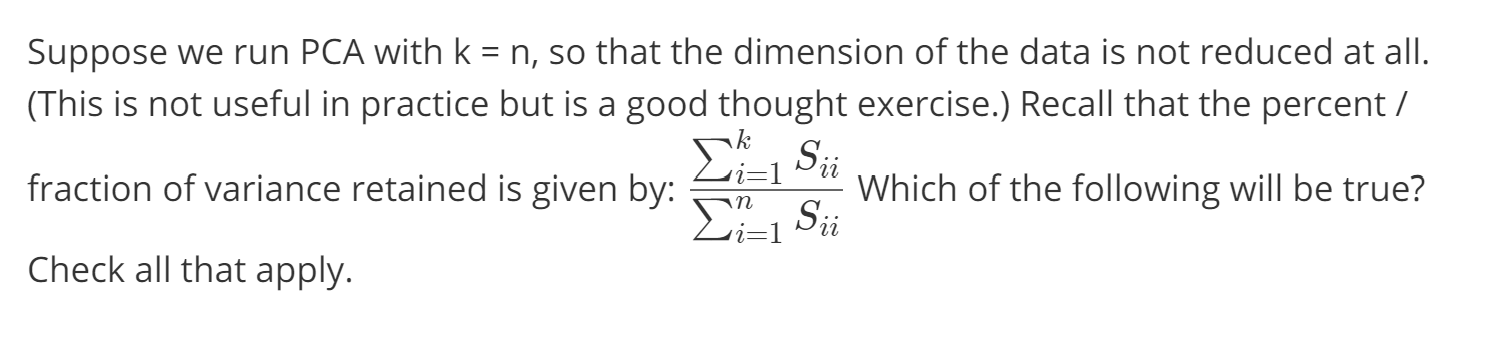 Suppose we run PCA with k = n, so that the dimension of the data is not reduced at all.
(This is not useful in practice but is a good thought exercise.) Recall that the percent /
fraction of variance retained is given by: \frac{\sum_{i=1}^{k} S_{ii}}{\sum_{i=1}^{n} S_{ii}} Which of the following will be true?
Check all that apply.